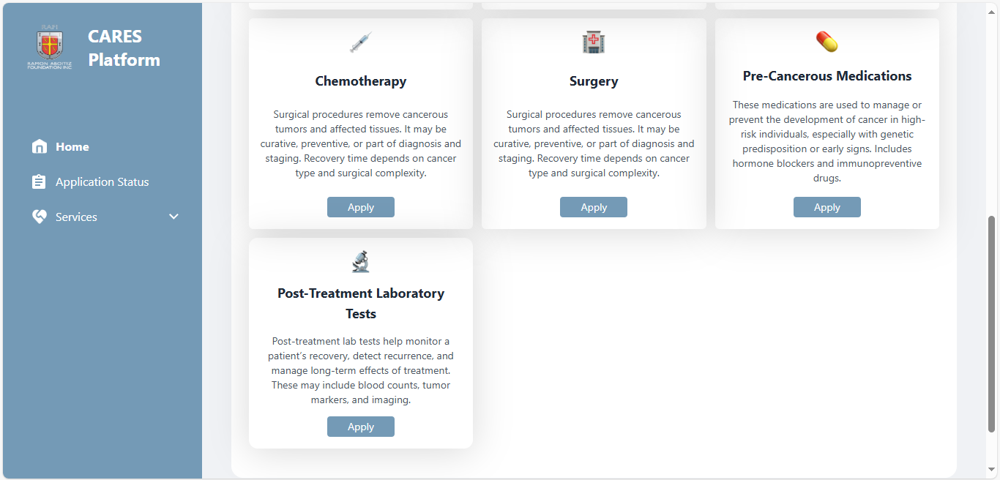 RAFI
RAMON ABOITIZ
FOUNDATION INC
CARES
Platform
Home
Application Status
Services
Chemotherapy
Surgical procedures remove cancerous
tumors and affected tissues. It may be
curative, preventive, or part of diagnosis and
staging. Recovery time depends on cancer
type and surgical complexity.
Apply
Surgery
Surgical procedures remove cancerous
tumors and affected tissues. It may be
curative, preventive, or part of diagnosis and
staging. Recovery time depends on cancer
type and surgical complexity.
Apply
Pre-Cancerous Medications
These medications are used to manage or
prevent the development of cancer in high-
risk individuals, especially with genetic
predisposition or early signs. Includes
hormone blockers and immunopreventive
drugs.
Apply
Post-Treatment Laboratory
Tests
Post-treatment lab tests help monitor a
patient's recovery, detect recurrence, and
manage long-term effects of treatment.
These may include blood counts, tumor
markers, and imaging.
Apply